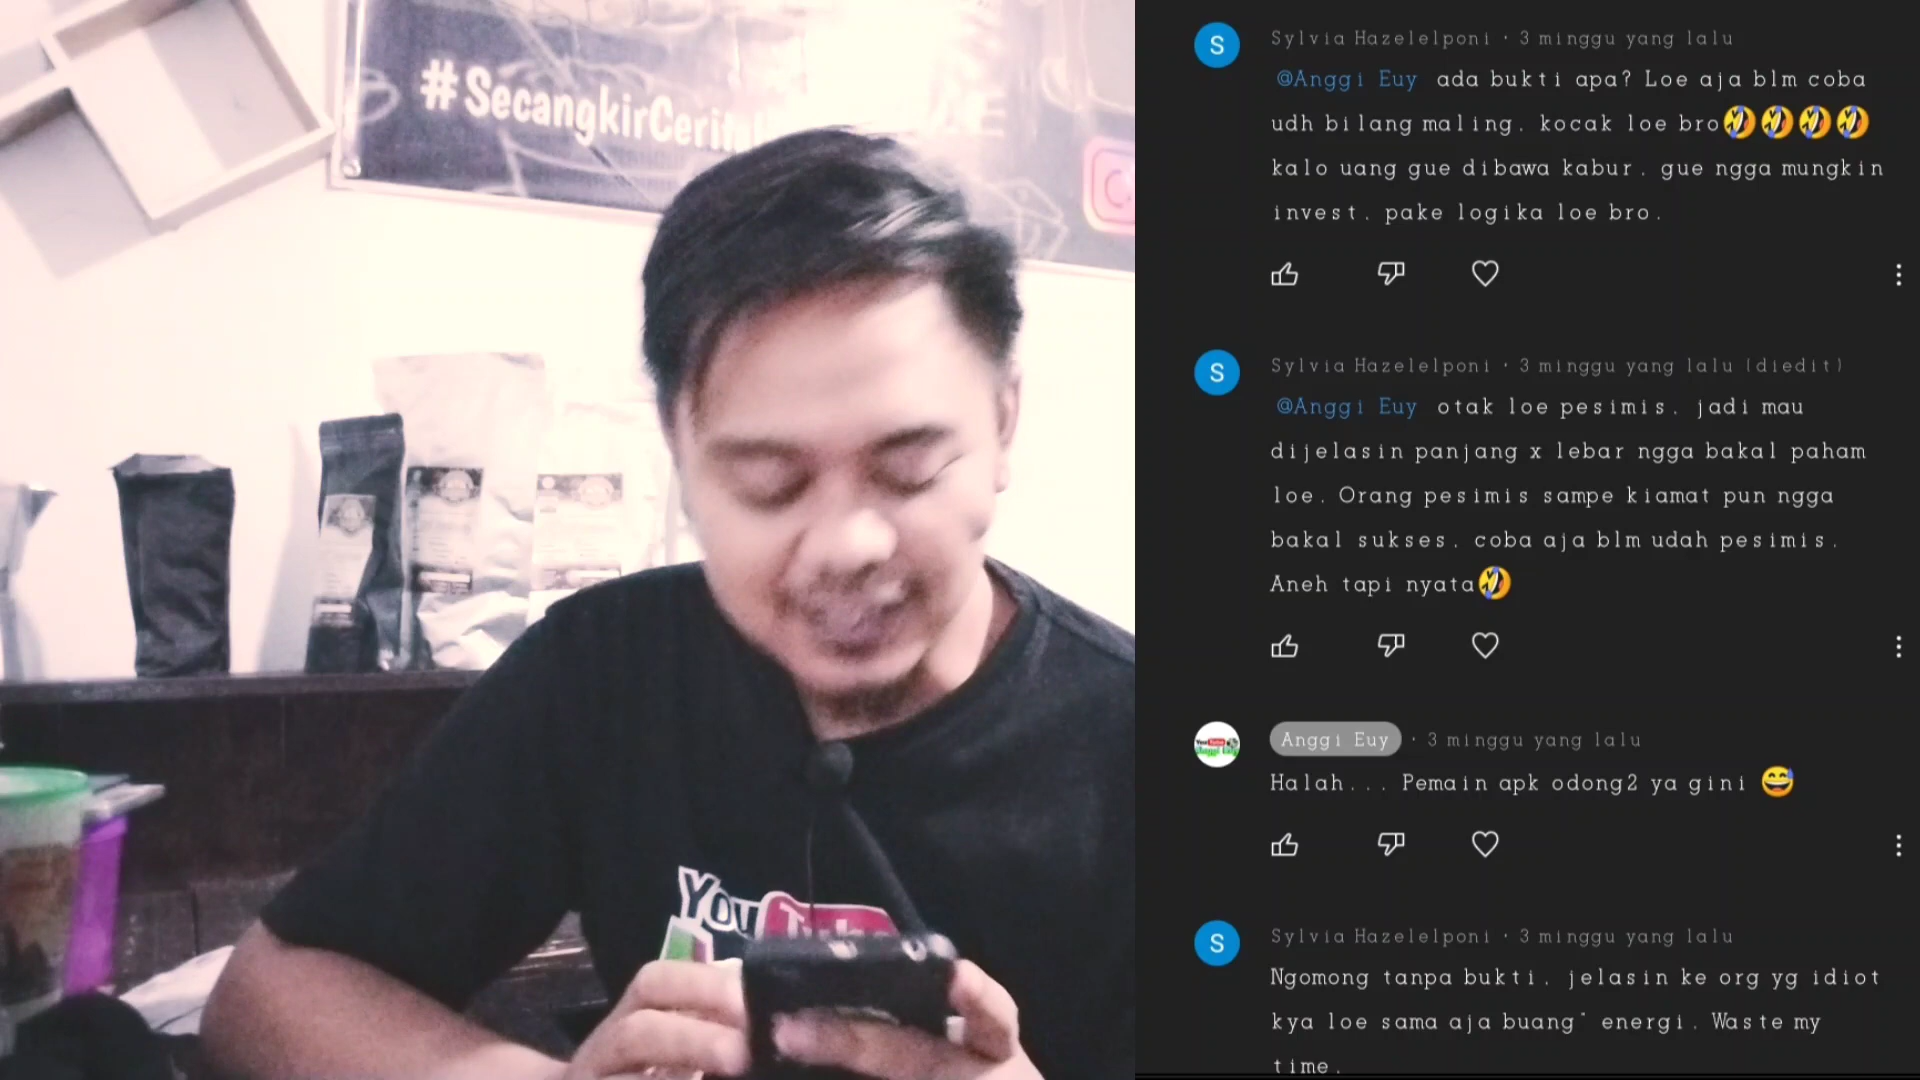 #SecangkirCerita
YouTube
Sylvia Hazelelponi · 3 minggu yang lalu
@Anggi Euy ada bukti apa? Loe aja blm coba
udh bilang maling. kocak loe bro🤣🤣🤣🤣
kalo uang gue dibawa kabur. gue ngga mungkin
invest. pake logika loe bro.
Sylvia Hazelelponi · 3 minggu yang lalu (diedit)
@Anggi Euy otak loe pesimis. jadi mau
dijelasin panjang x lebar ngga bakal paham
loe. Orang pesimis sampe kiamat pun ngga
bakal sukses. coba aja blm udah pesimis.
Aneh tapi nyata🤣
Anggi Euy · 3 minggu yang lalu
Halah... Pemain apk odong2 ya gini 😅
Sylvia Hazelelponi · 3 minggu yang lalu
Ngomong tanpa bukti. jelasin ke org yg idiot
kya loe sama aja buang" energi. Waste my
time.